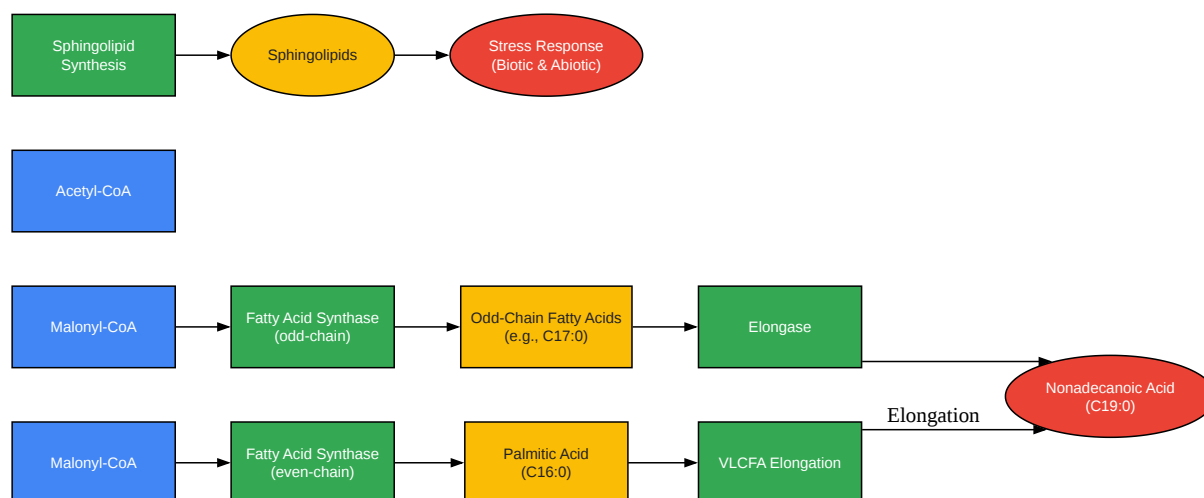 Sphingolipid
Synthesis
Sphingolipids
Stress Response
(Biotic & Abiotic)
Acetyl-CoA
Malonyl-CoA
Fatty Acid Synthase
(odd-chain)
Odd-Chain Fatty Acids
(e.g., C17:0)
Elongase
Nonadecanoic Acid
(C19:0)
Elongation
Malonyl-CoA
Fatty Acid Synthase
(even-chain)
Palmitic Acid
(C16:0)
VLCFA Elongation